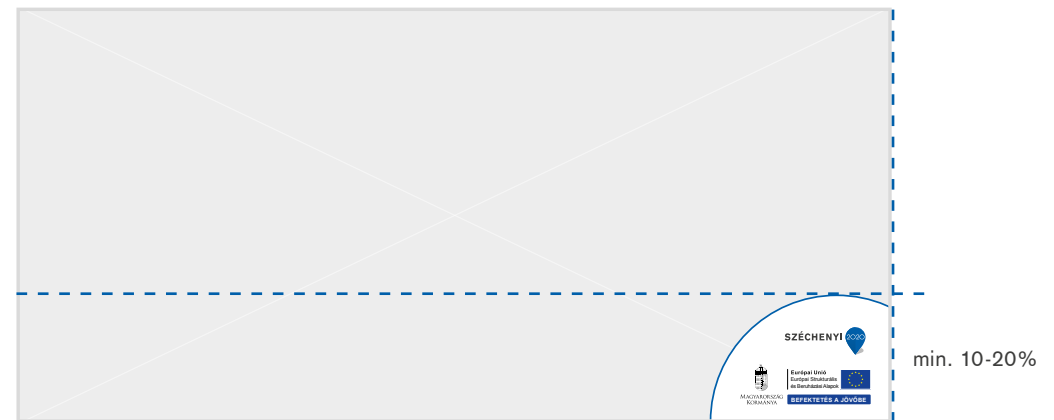 SZÉCHENYI 2020
min. 10-20%
MAGYARORSZÁG
KORMÁNYA
Európai Unió
Európai Strukturális
és Beruházási Alapok
BEFEKTETÉS A JÖVŐBE